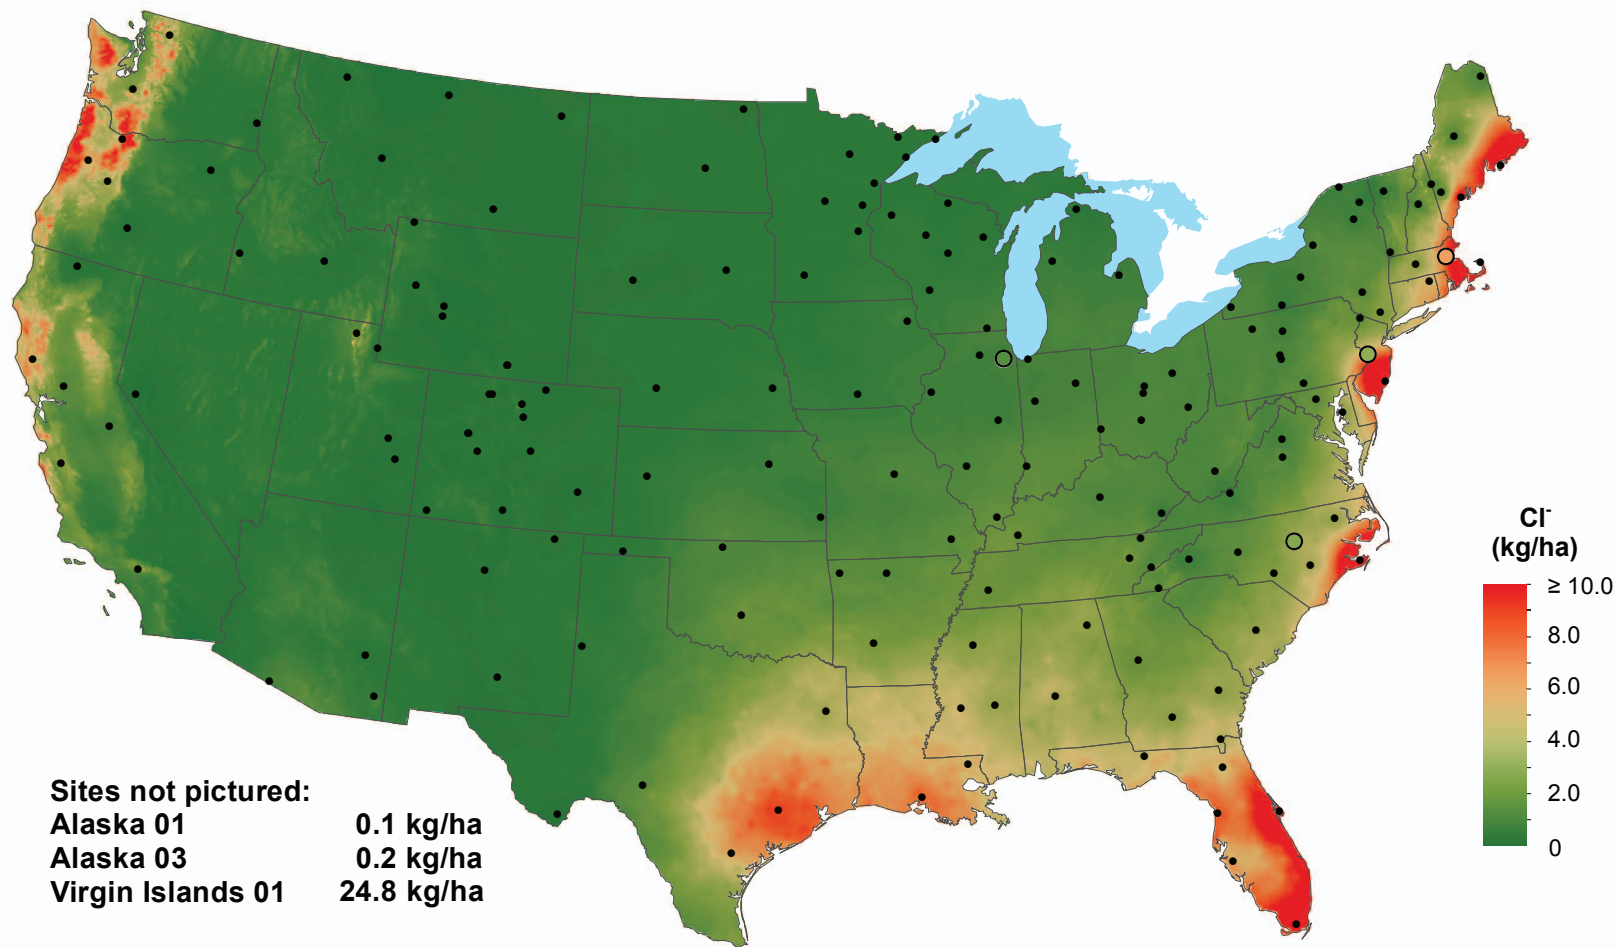 Cl-
(kg/ha)
≥ 10.0
8.0
6.0
4.0
2.0
0
Sites not pictured:
Alaska 01 0.1 kg/ha
Alaska 03 0.2 kg/ha
Virgin Islands 01 24.8 kg/ha